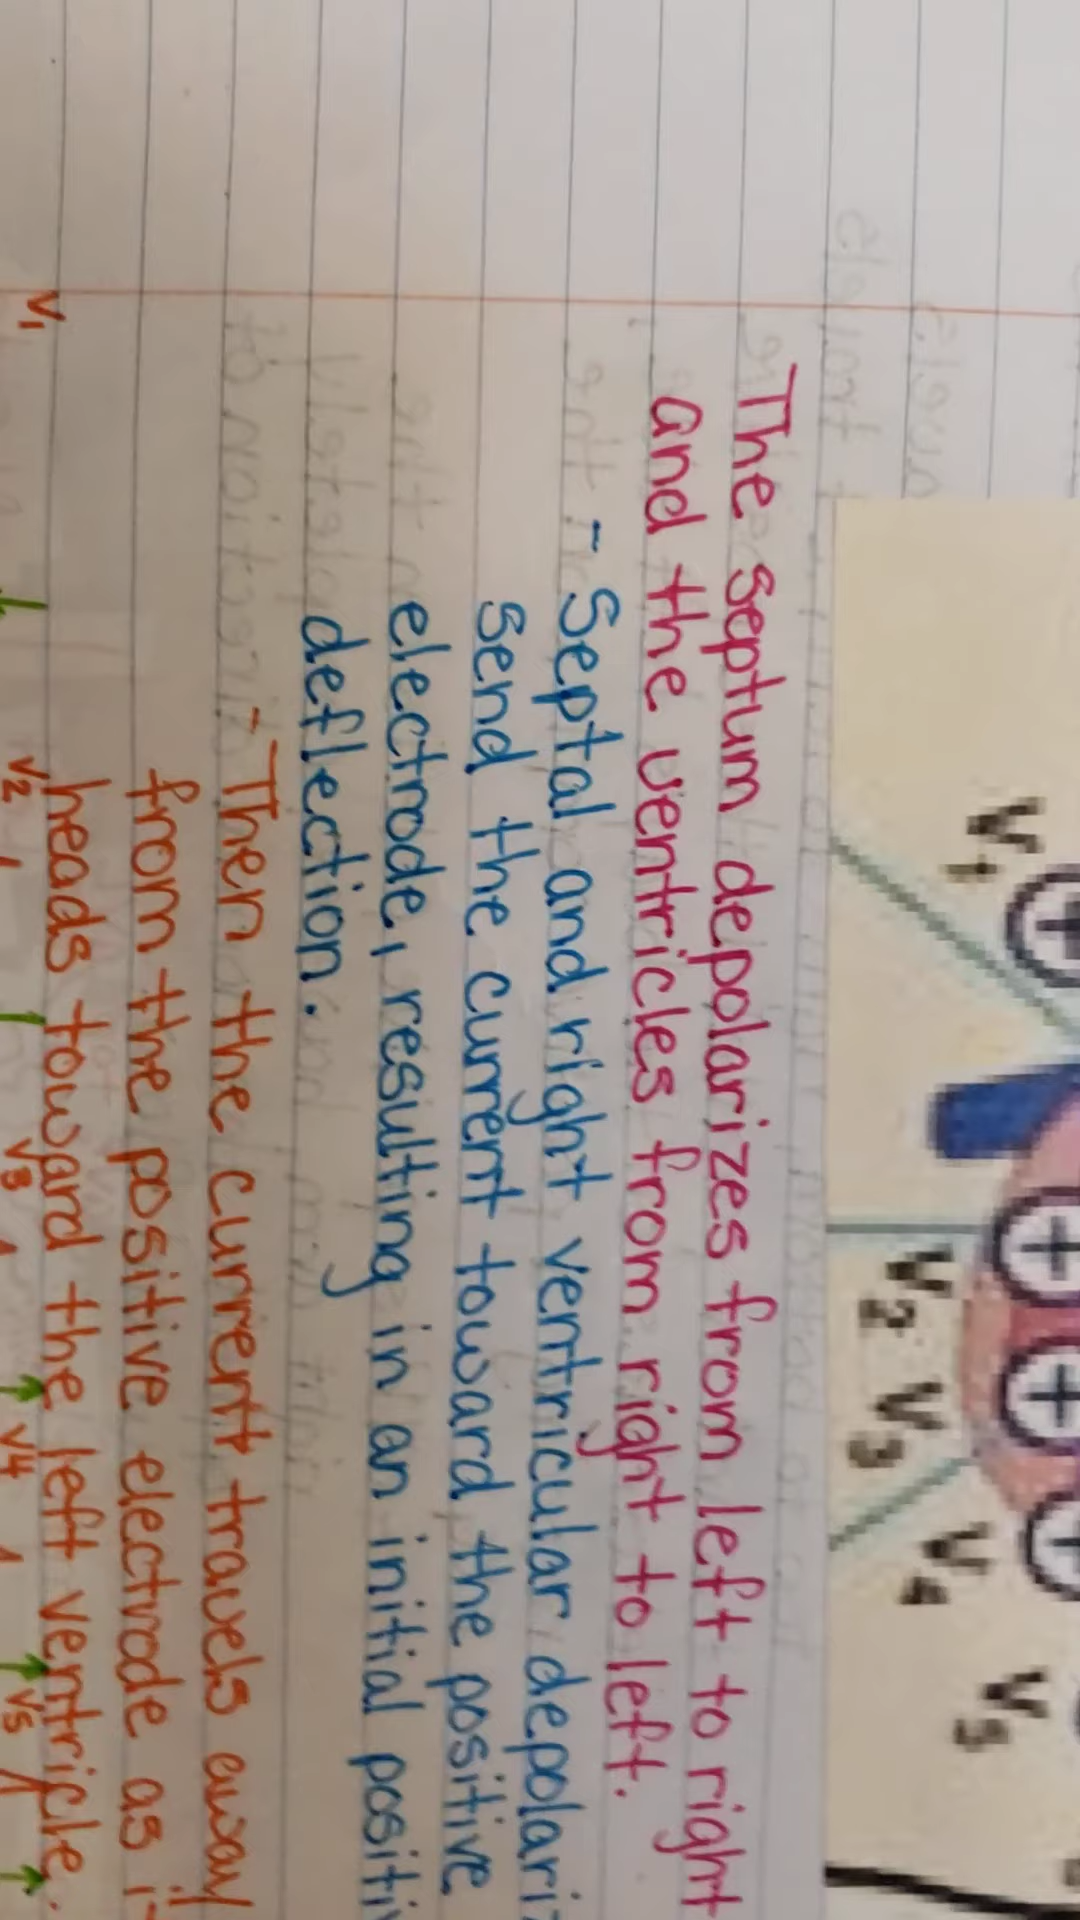 V1
V2 V3
V4
V5
The septum depolarizes from left to right
and the ventricles from right to left.
- Septal and right ventricular depolari
send the current toward the positive
electrode, resulting in an initial positi
deflection.
- Then the current travels away
from the positive electrode as i
heads toward the left ventricle.
V1 V2 V3 V4 V5